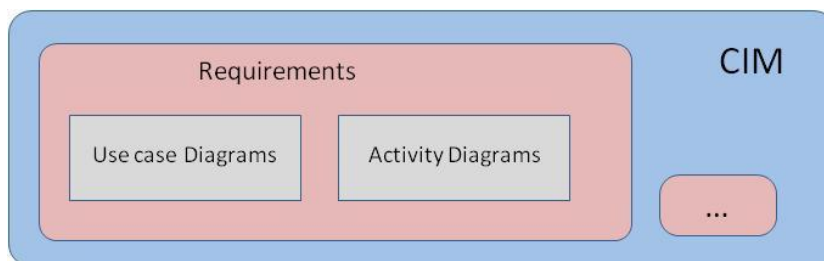 Requirements
CIM
Use case Diagrams
Activity Diagrams
...